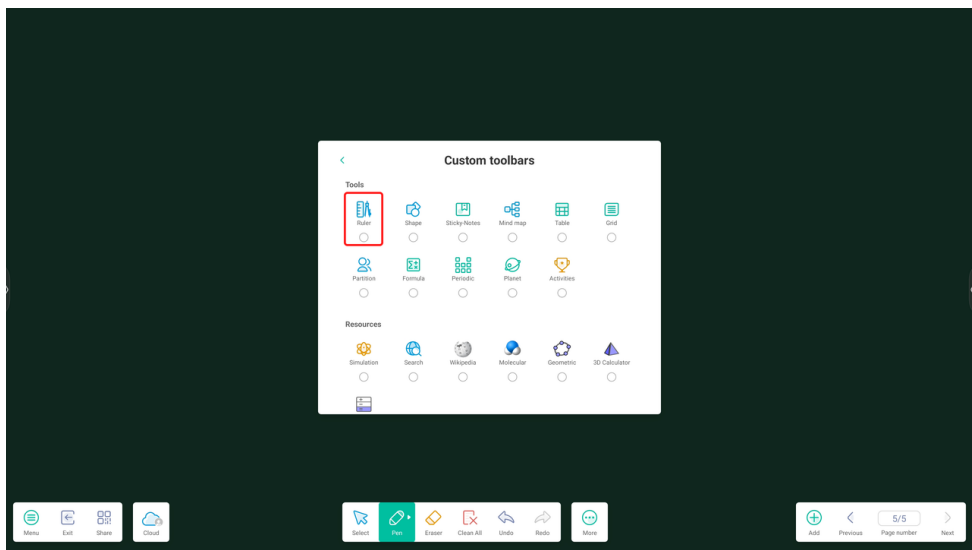 Custom toolbars
Tools
Ruler Shape Sticky-Notes Mind map Table Grid
Partition Formula Periodic Planet Activities
Resources
Simulation Search Wikipedia Molecular Geometric 3D Calculator
Menu Exit Share Cloud Select Pen Eraser Clean All Undo Redo More Add Previous 5/5 Page number Next